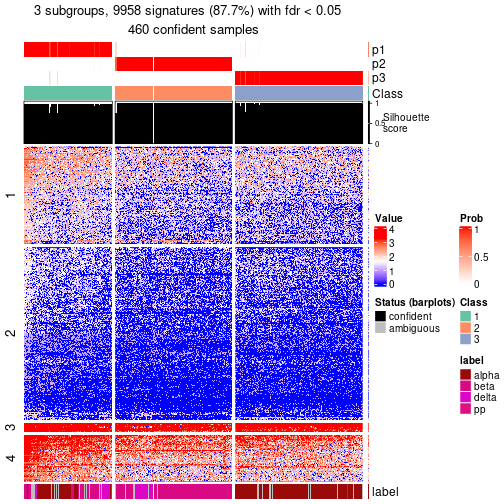 3 subgroups, 9958 signatures (87.7%) with fdr < 0.05
460 confident samples
p1
p2
p3
Class
1
0.5
0
Silhouette
score
1
2
3
4
label
Value
4
3
2
1
0
Prob
1
0.5
0
Status (barplots)
confident
ambiguous
Class
1
2
3
label
alpha
beta
delta
pp